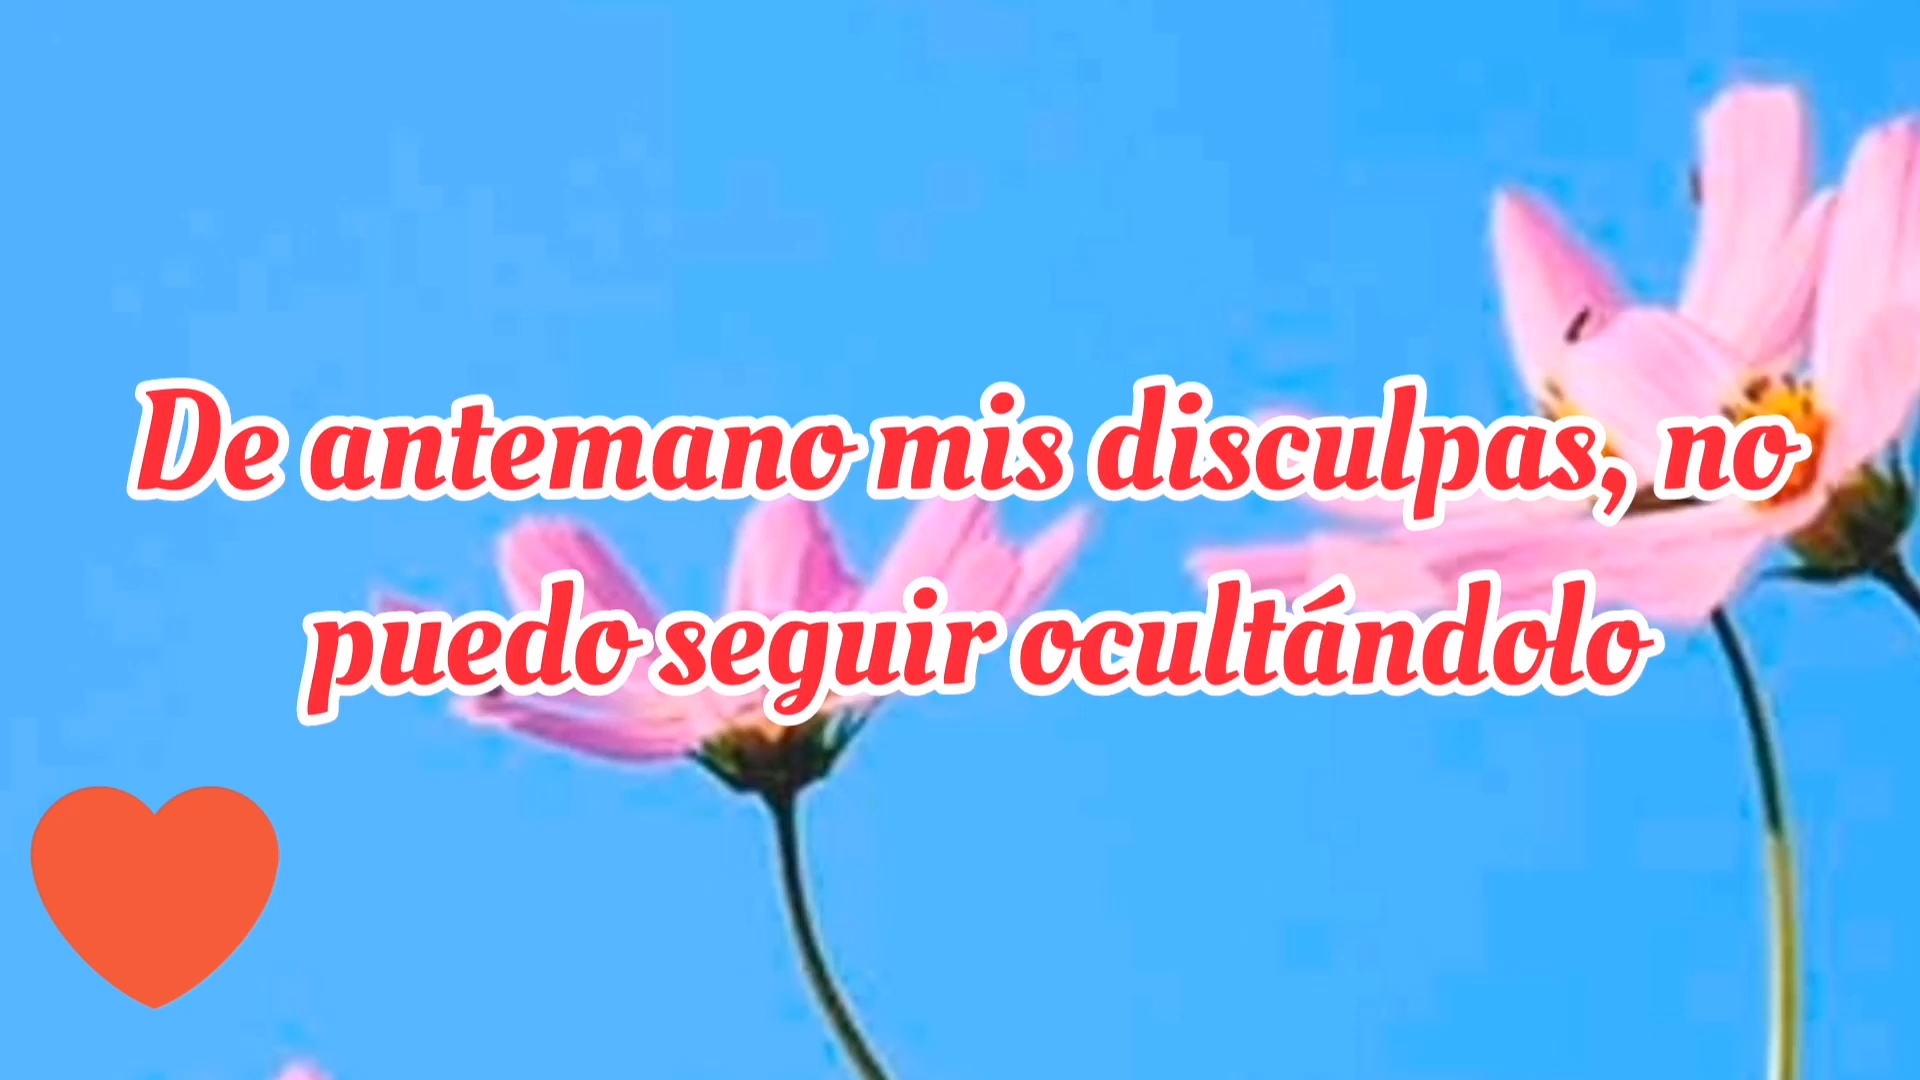 De antemano mis disculpas, no
puedo seguir ocultándolo